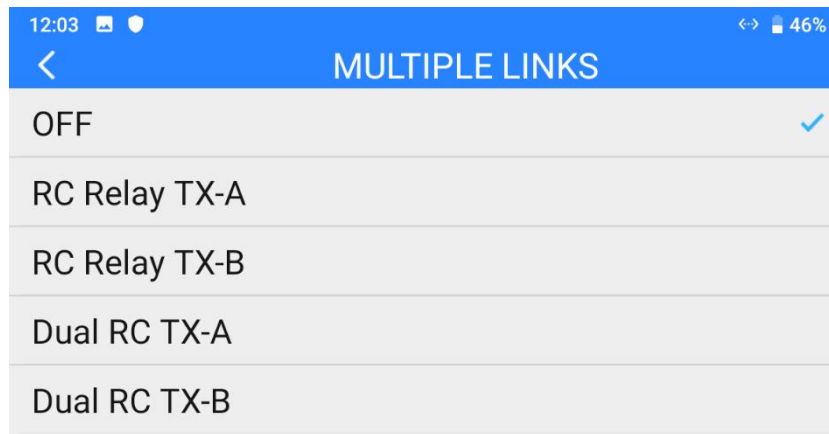 12:03 46%
MULTIPLE LINKS
OFF
RC Relay TX-A
RC Relay TX-B
Dual RC TX-A
Dual RC TX-B